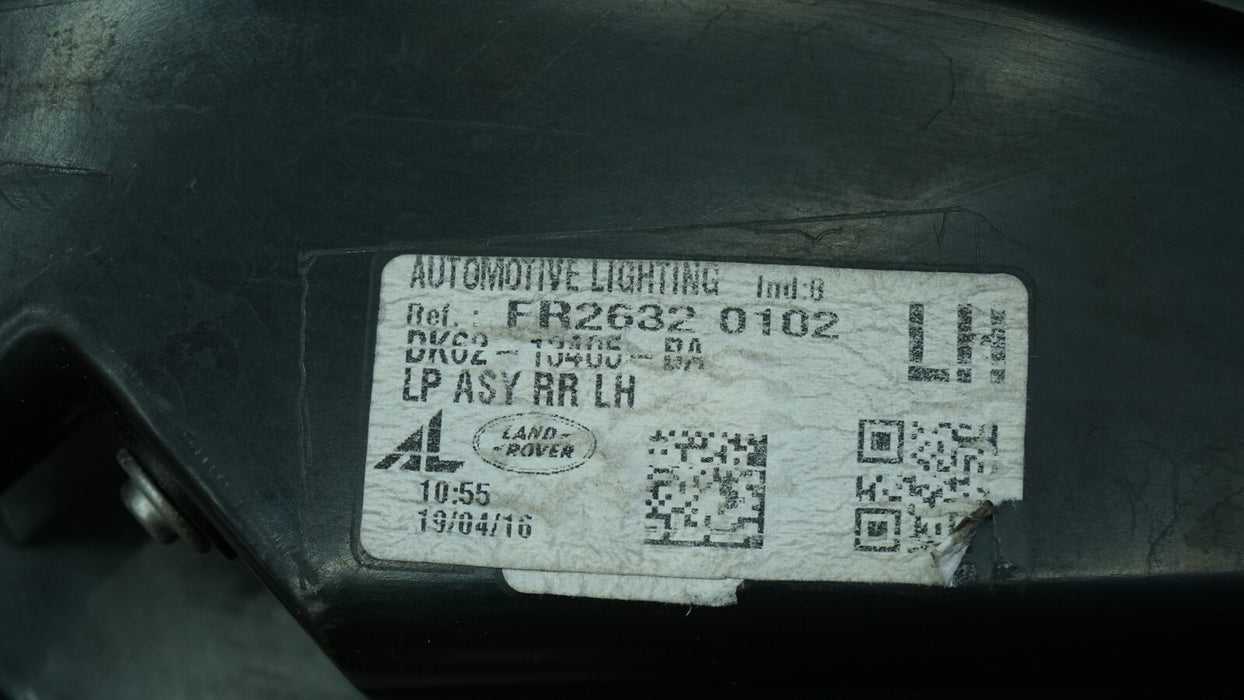 AUTOMOTIVE LIGHTING Ind:B
Ref.: FR2632 0102
DK62-13405-BA
LP ASY RR LH
LH
AL
LAND-
-ROVER
10:55
19/04/16